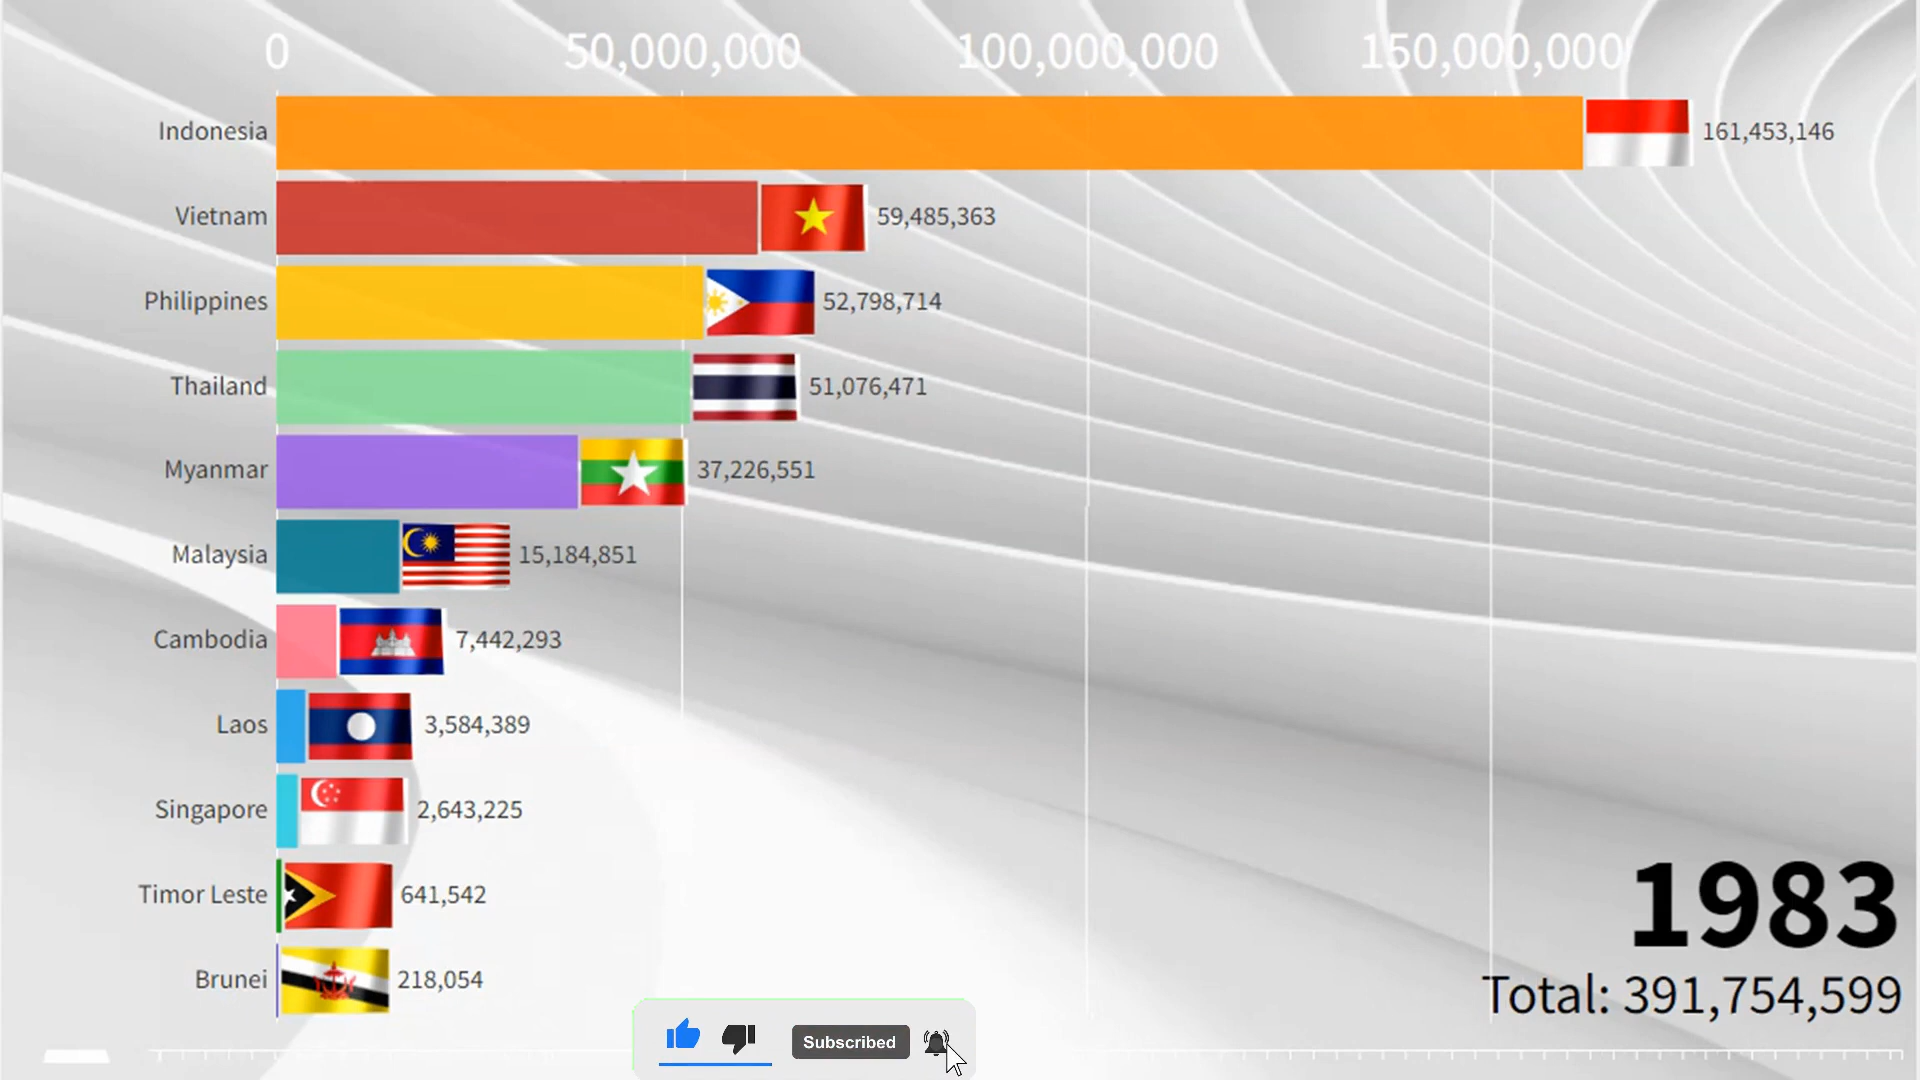 0 50,000,000 100,000,000 150,000,000
Indonesia 161,453,146
Vietnam 59,485,363
Philippines 52,798,714
Thailand 51,076,471
Myanmar 37,226,551
Malaysia 15,184,851
Cambodia 7,442,293
Laos 3,584,389
Singapore 2,643,225
Timor Leste 641,542
Brunei 218,054
1983
Total: 391,754,599
Subscribed